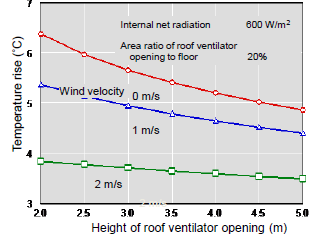 7
Internal net radiation 600 W/m²
Area ratio of roof ventilator
opening to floor 20%
6
Temperature rise (°C)
Wind velocity
0 m/s
5
1 m/s
4
2 m/s
3
2.0 2.5 3.0 3.5 4.0 4.5 5.0
Height of roof ventilator opening (m)